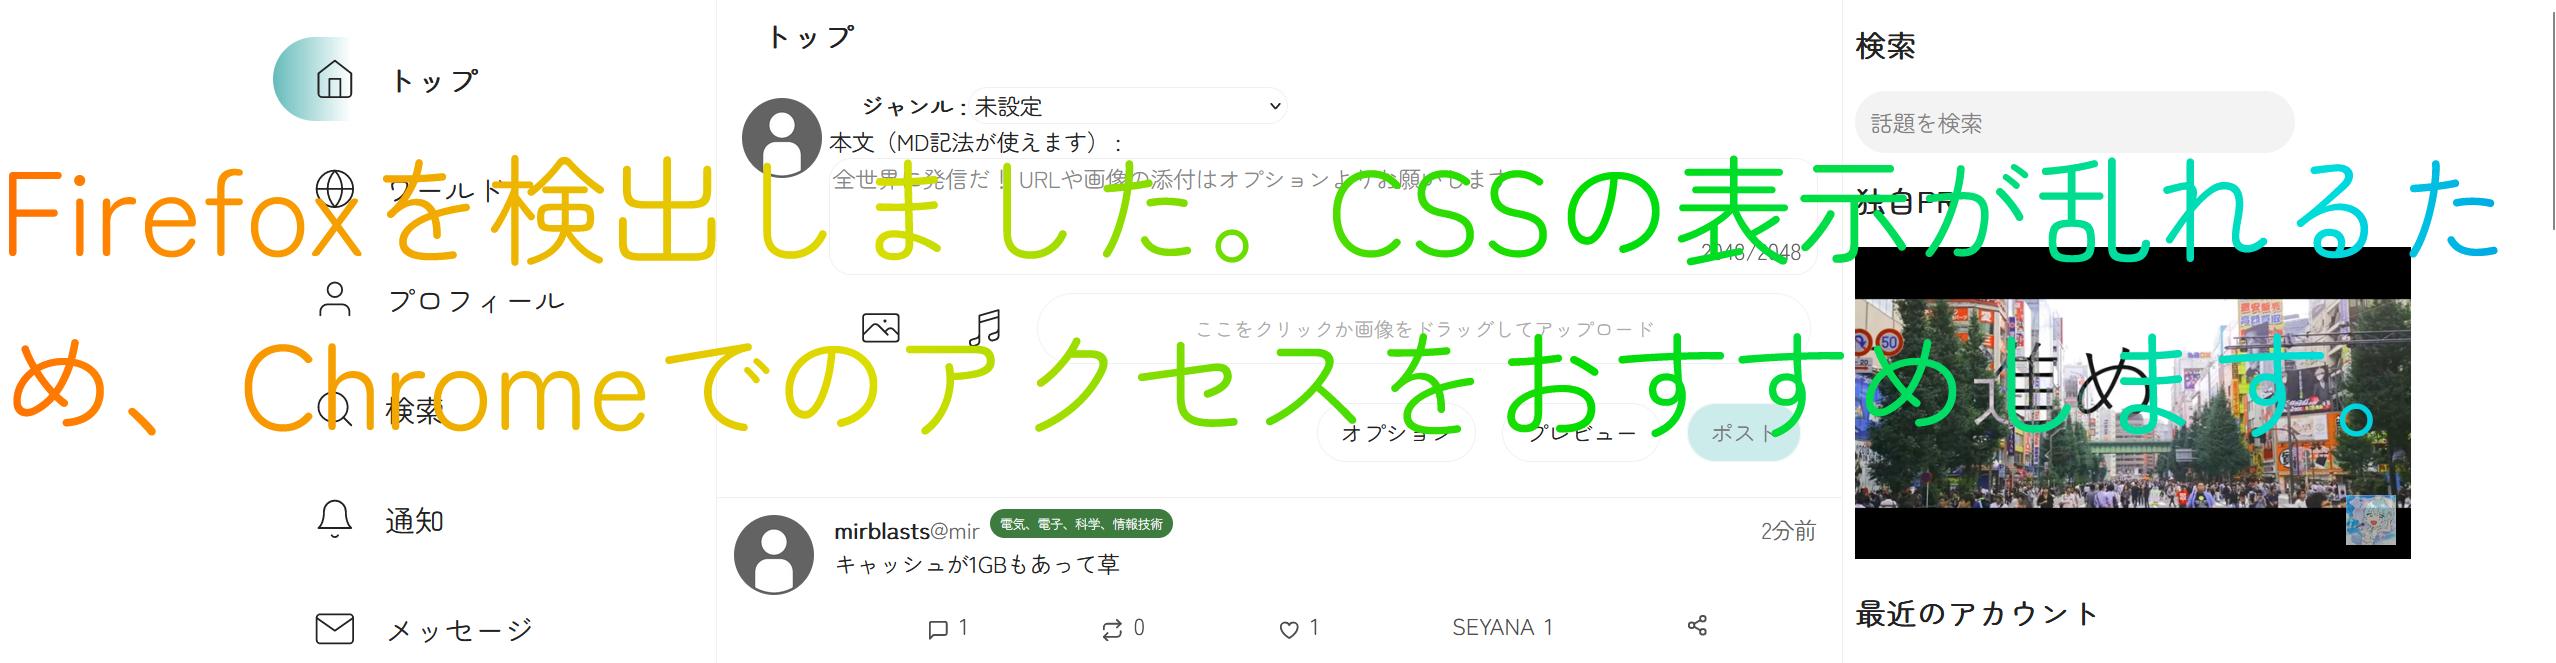 トップ
ワールド
プロフィール
検索
通知
メッセージ
トップ
ジャンル : 未設定
本文（MD記法が使えます） :
全世界に発信だ！ URLや画像の添付はオプションよりお願いします
2048/2048
ここをクリックか画像をドラッグしてアップロード
オプション
プレビュー
ポスト
mirblasts@mir 電気、電子、科学、情報技術 2分前
キャッシュが1GBもあって草
1 0 1 SEYANA 1
検索
話題を検索
独自PR
進め
最近のアカウント
Firefoxを検出しました。CSSの表示が乱れるた
め、Chromeでのアクセスをおすすめします。